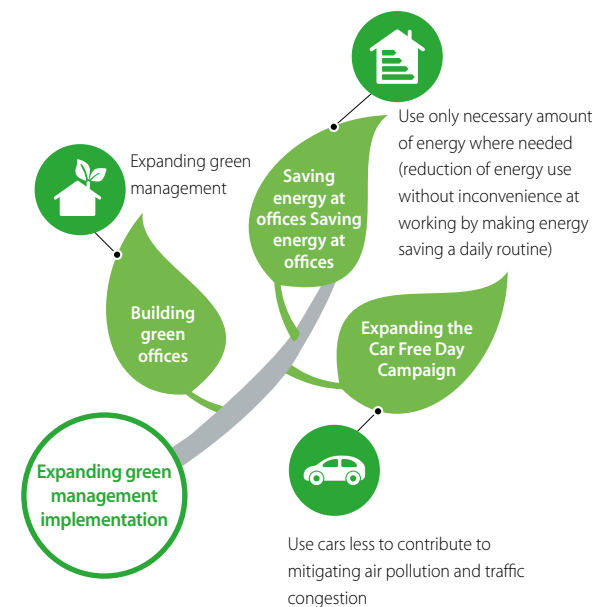 Use only necessary amount
of energy where needed
(reduction of energy use
without inconvenience at
working by making energy
saving a daily routine)
Expanding green
management
Saving
energy at
offices Saving
energy at
offices
Building
green
offices
Expanding the
Car Free Day
Campaign
Expanding green
management
implementation
Use cars less to contribute to
mitigating air pollution and traffic
congestion